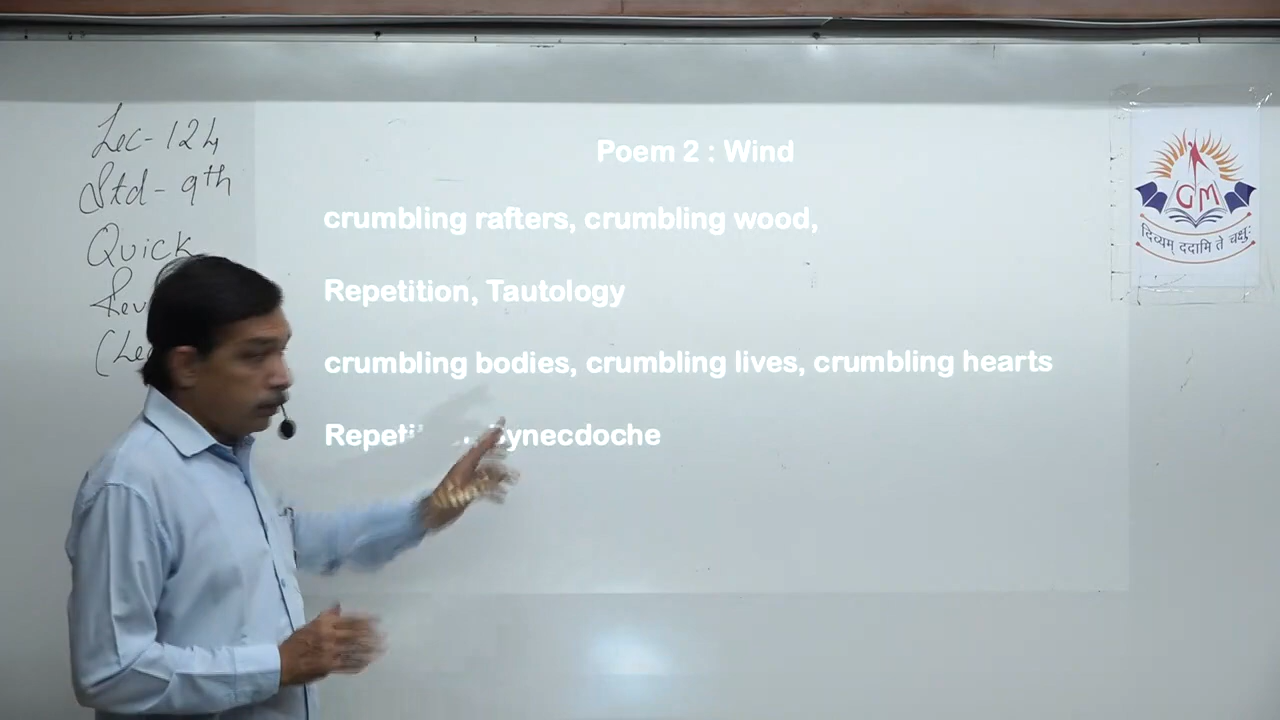 Lec-124
Std-9th
Quick
Poem 2 : Wind
crumbling rafters, crumbling wood,
Repetition, Tautology
crumbling bodies, crumbling lives, crumbling hearts
Synecdoche
GM
दिव्यम् ददामि ते चक्षुः